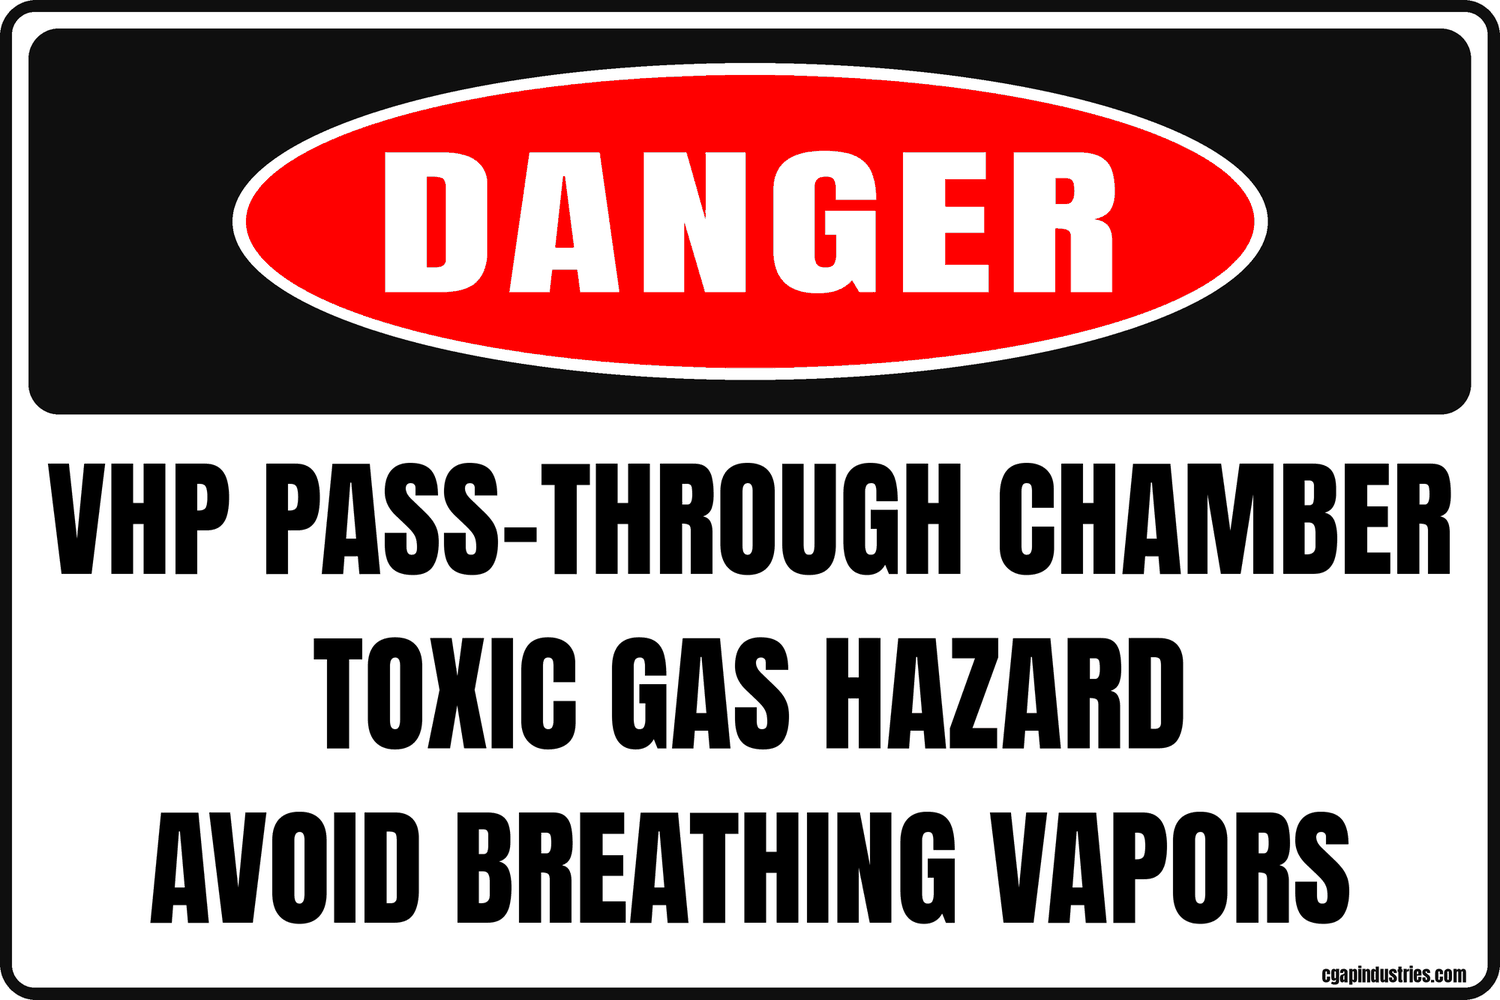 DANGER
VHP PASS-THROUGH CHAMBER
TOXIC GAS HAZARD
AVOID BREATHING VAPORS
cgapindustries.com